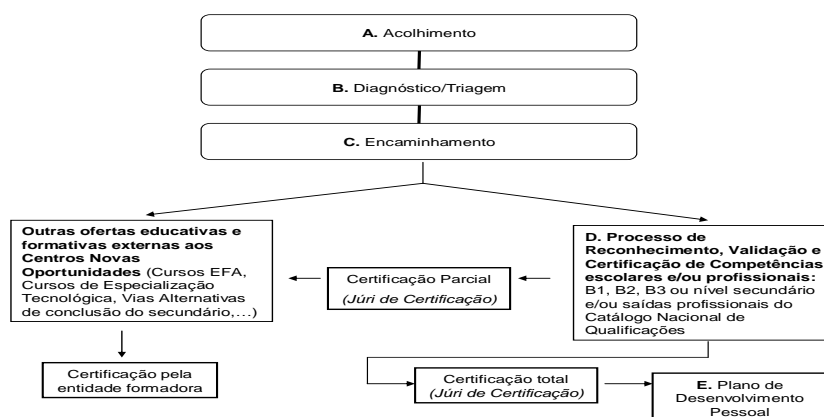 A. Acolhimento
B. Diagnóstico/Triagem
C. Encaminhamento
Outras ofertas educativas e
formativas externas aos
Centros Novas
Oportunidades (Cursos EFA,
Cursos de Especialização
Tecnológica, Vias Alternativas
de conclusão do secundário,…)
Certificação Parcial
(Júri de Certificação)
D. Processo de
Reconhecimento, Validação e
Certificação de Competências
escolares e/ou profissionais:
B1, B2, B3 ou nível secundário
e/ou saídas profissionais do
Catálogo Nacional de
Qualificações
Certificação pela
entidade formadora
Certificação total
(Júri de Certificação)
E. Plano de
Desenvolvimento
Pessoal